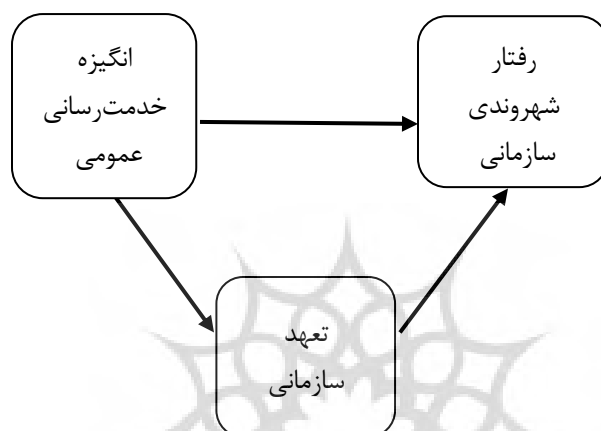 انگیزه
خدمت‌رسانی
عمومی
رفتار
شهروندی
سازمانی
تعهد
سازمانی